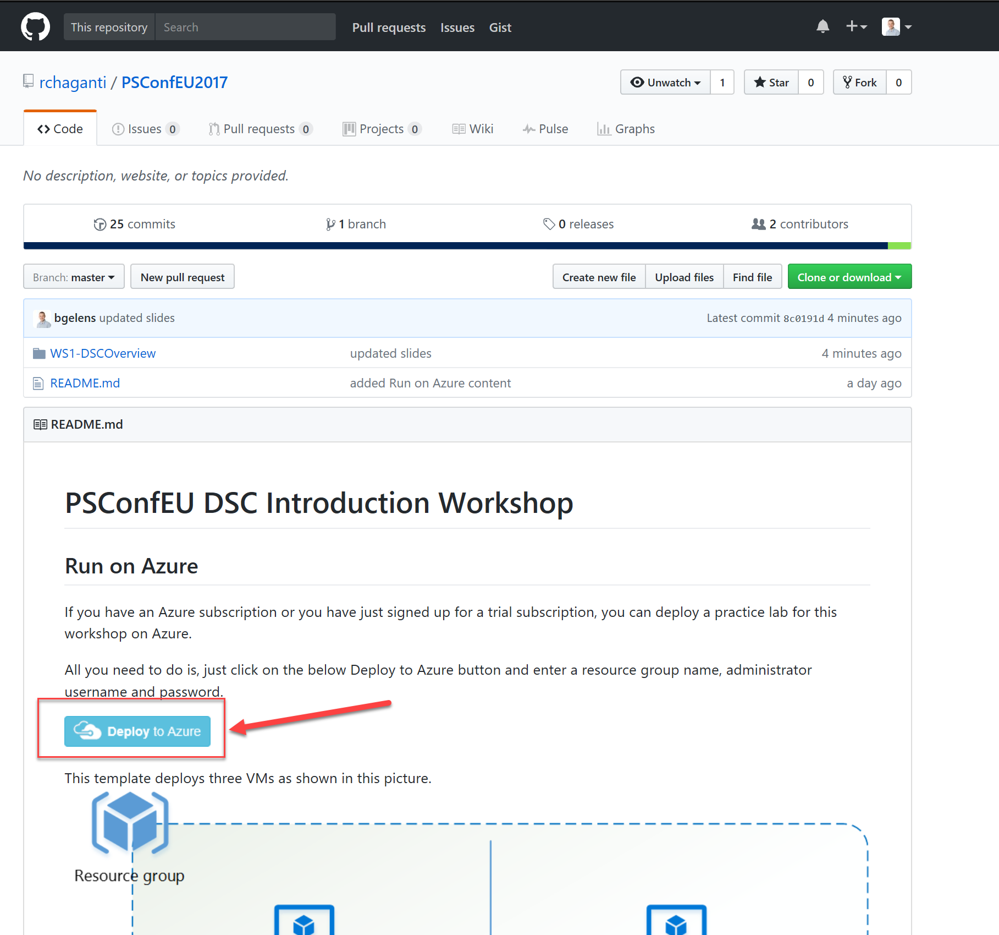 This repository Search Pull requests Issues Gist
rchaganti / PSConfEU2017 Unwatch 1 Star 0 Fork 0
Code Issues 0 Pull requests 0 Projects 0 Wiki Pulse Graphs
No description, website, or topics provided.
25 commits 1 branch 0 releases 2 contributors
Branch: master New pull request Create new file Upload files Find file Clone or download
bgelens updated slides Latest commit 8c0191d 4 minutes ago
WS1-DSCOverview updated slides 4 minutes ago
README.md added Run on Azure content a day ago
README.md
PSConfEU DSC Introduction Workshop
Run on Azure
If you have an Azure subscription or you have just signed up for a trial subscription, you can deploy a practice lab for this
workshop on Azure.
All you need to do is, just click on the below Deploy to Azure button and enter a resource group name, administrator
username and password.
Deploy to Azure
This template deploys three VMs as shown in this picture.
Resource group